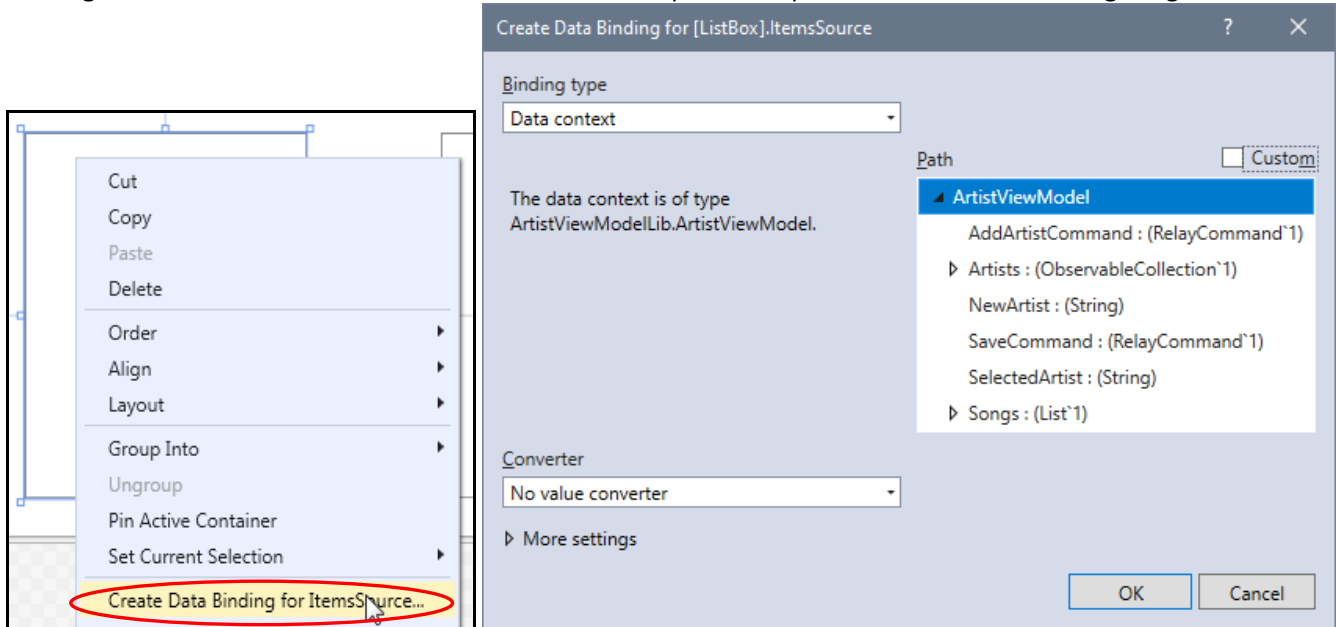 Create Data Binding for [ListBox].ItemsSource ? ✕
Cut
Copy
Paste
Delete
Order
Align
Layout
Group Into
Ungroup
Pin Active Container
Set Current Selection
Create Data Binding for ItemsSource...
Binding type
Data context
The data context is of type
ArtistViewModelLib.ArtistViewModel.
Path
Custom
ArtistViewModel
AddArtistCommand : (RelayCommand`1)
Artists : (ObservableCollection`1)
NewArtist : (String)
SaveCommand : (RelayCommand`1)
SelectedArtist : (String)
Songs : (List`1)
Converter
No value converter
More settings
OK
Cancel